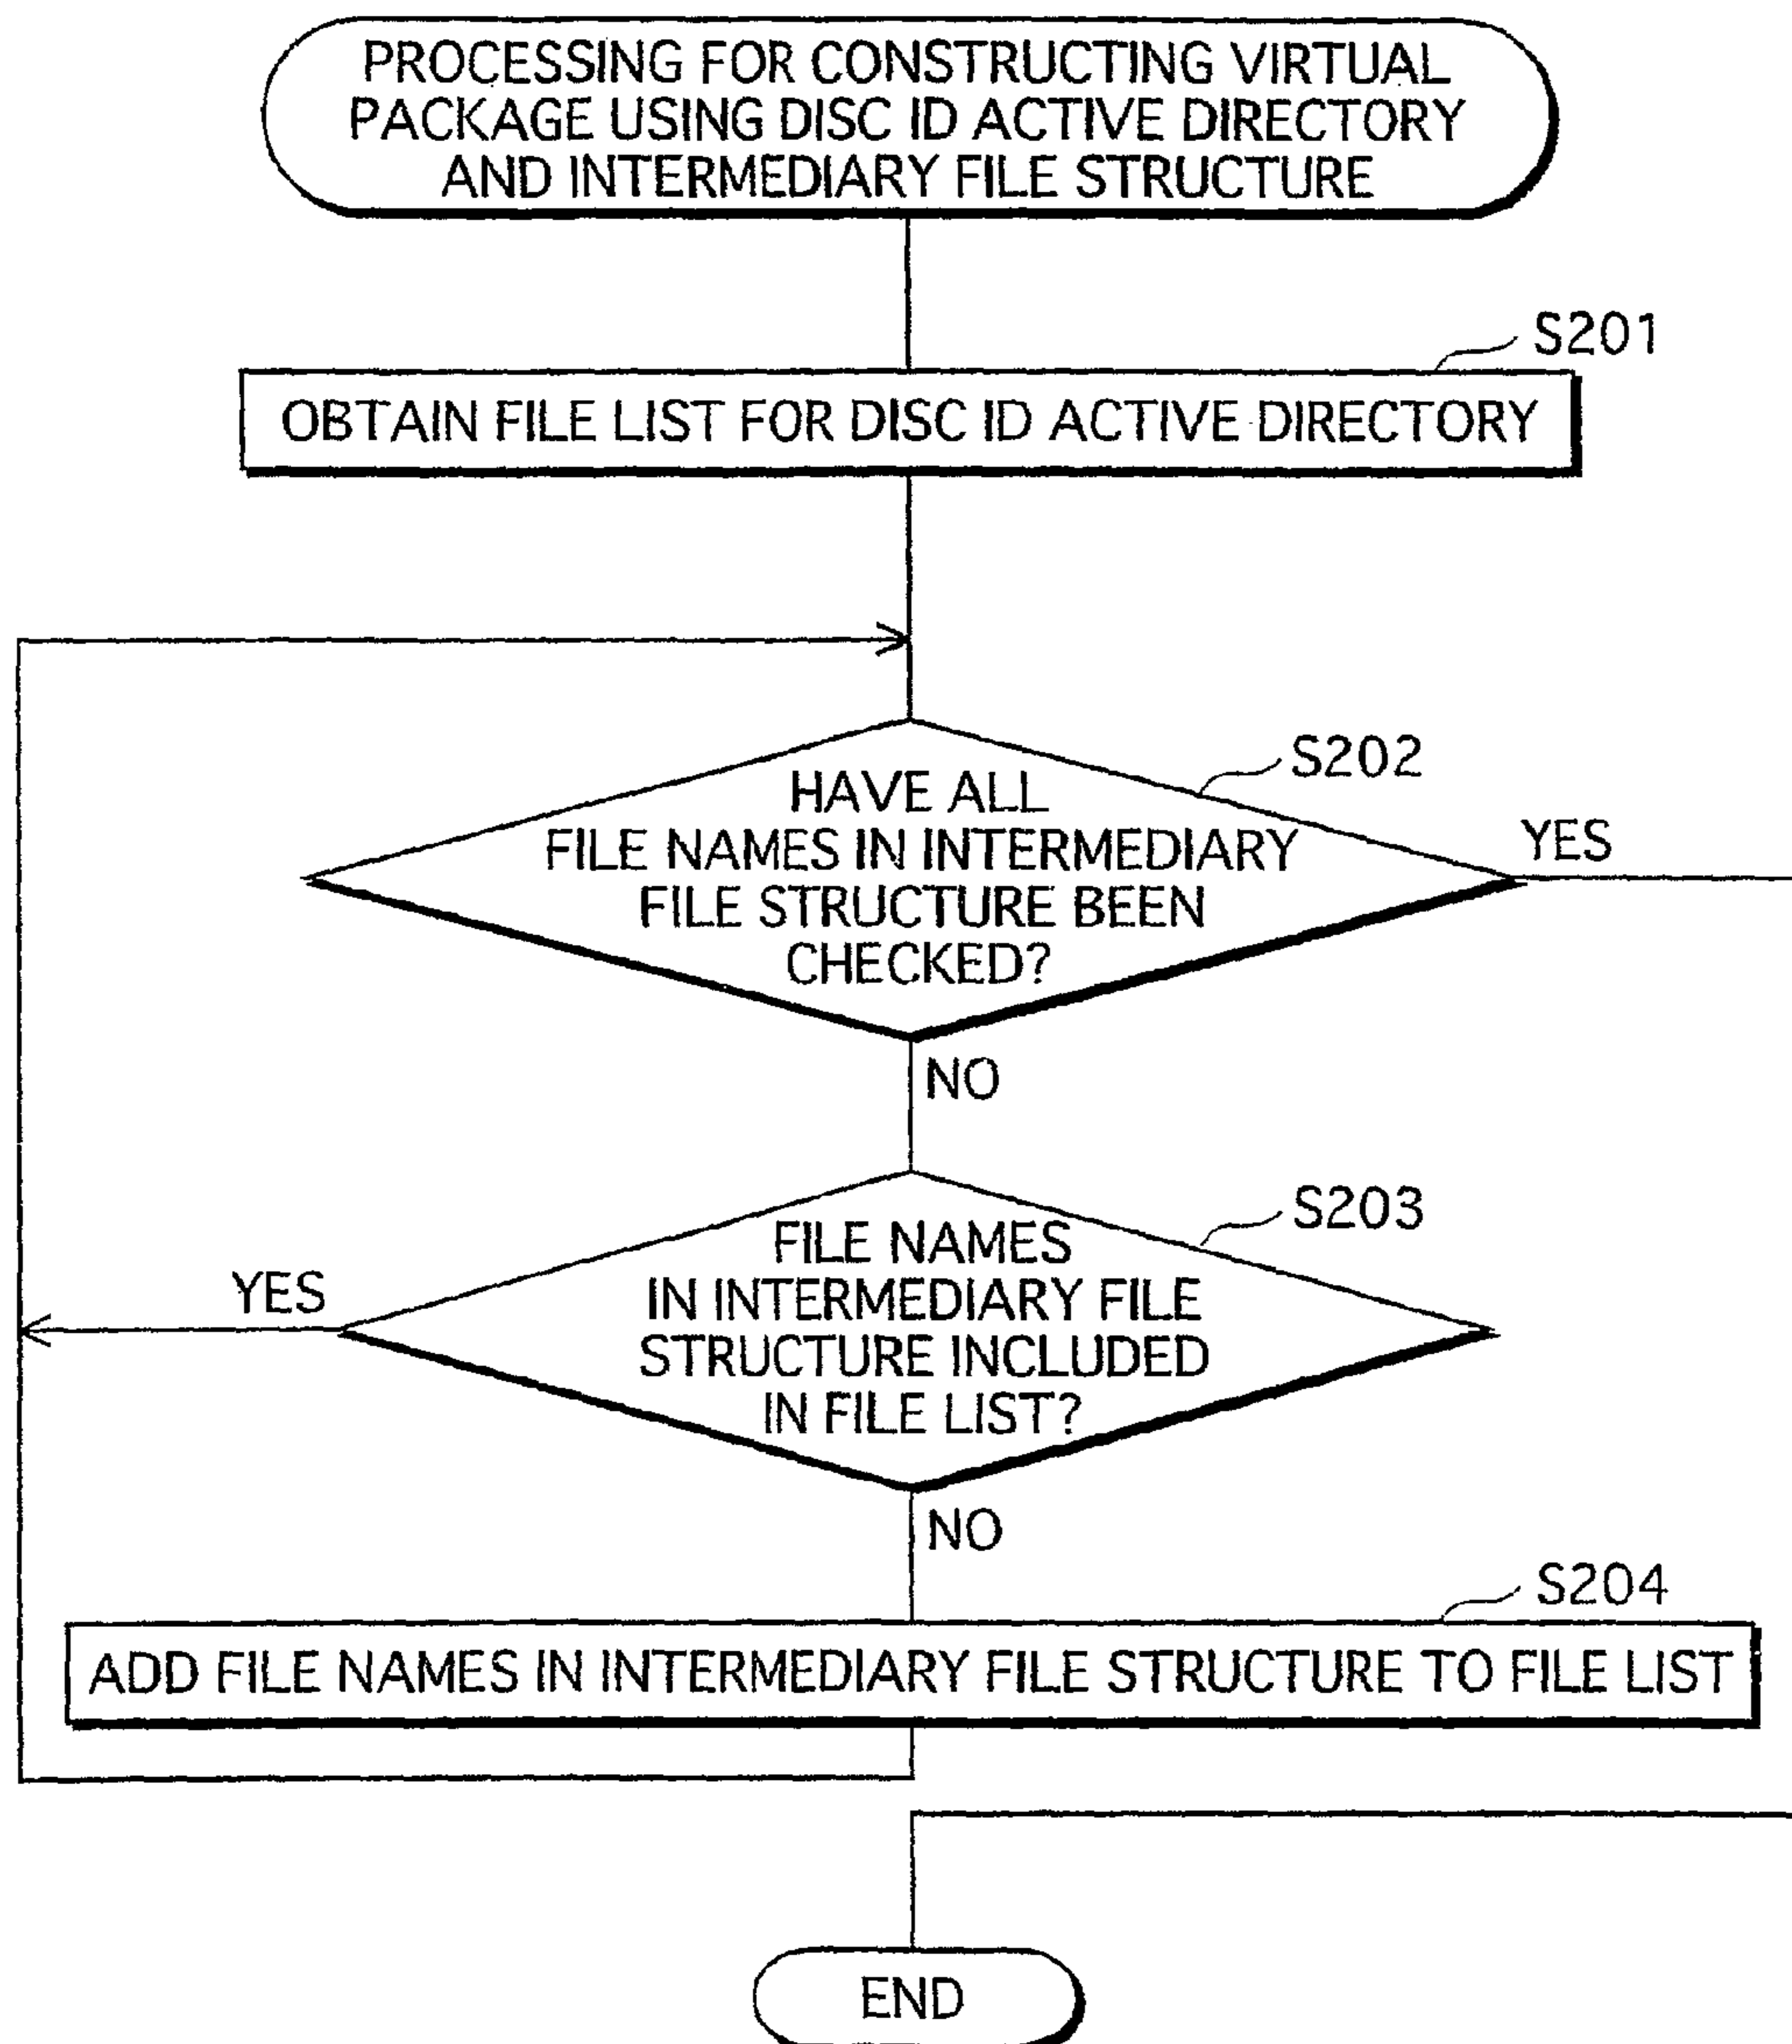 PROCESSING FOR CONSTRUCTING VIRTUAL
PACKAGE USING DISC ID ACTIVE DIRECTORY
AND INTERMEDIARY FILE STRUCTURE
S201
OBTAIN FILE LIST FOR DISC ID ACTIVE DIRECTORY
S202
HAVE ALL
FILE NAMES IN INTERMEDIARY
FILE STRUCTURE BEEN
CHECKED?
YES
NO
S203
FILE NAMES
IN INTERMEDIARY FILE
STRUCTURE INCLUDED
IN FILE LIST?
YES
NO
S204
ADD FILE NAMES IN INTERMEDIARY FILE STRUCTURE TO FILE LIST
END